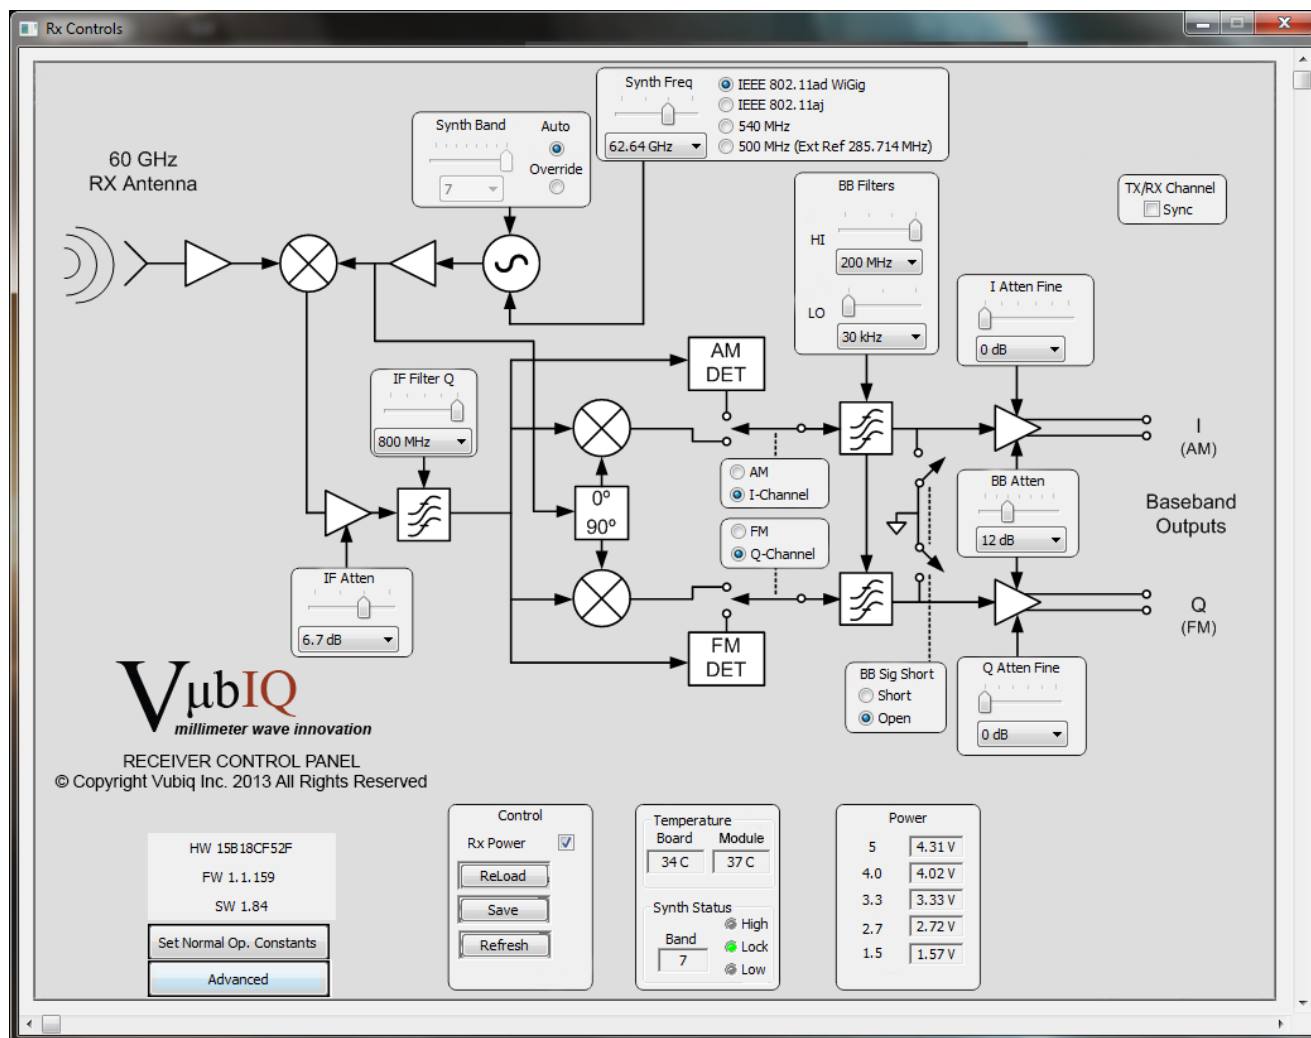 Rx Controls
Synth Freq
62.64 GHz
IEEE 802.11ad WiGig
IEEE 802.11aj
540 MHz
500 MHz (Ext Ref 285.714 MHz)
Synth Band
7
Auto
Override
60 GHz
RX Antenna
BB Filters
HI
200 MHz
LO
30 kHz
TX/RX Channel
Sync
I Atten Fine
0 dB
AM
DET
IF Filter Q
800 MHz
AM
I-Channel
I
(AM)
0º
90º
BB Atten
12 dB
Baseband
Outputs
FM
Q-Channel
IF Atten
6.7 dB
Q
(FM)
FM
DET
BB Sig Short
Short
Open
Q Atten Fine
0 dB
VµbIQ
millimeter wave innovation
RECEIVER CONTROL PANEL
© Copyright Vubiq Inc. 2013 All Rights Reserved
HW 15B18CF52F
FW 1.1.159
SW 1.84
Set Normal Op. Constants
Advanced
Control
Rx Power
ReLoad
Save
Refresh
Temperature
Board Module
34 C 37 C
Synth Status
Band
7
High
Lock
Low
Power
5 4.31 V
4.0 4.02 V
3.3 3.33 V
2.7 2.72 V
1.5 1.57 V